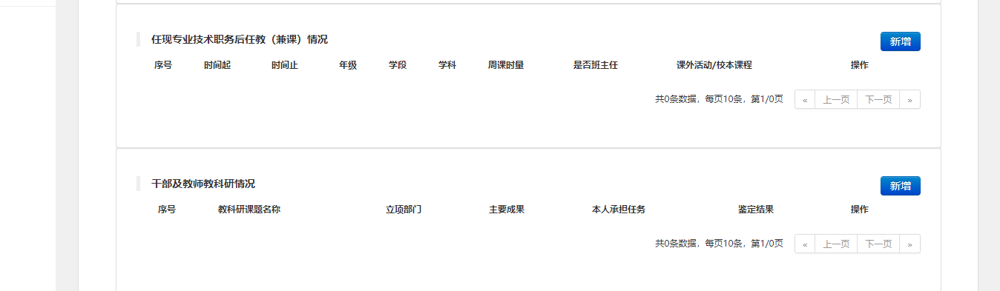 任现专业技术职务后任教（兼课）情况 新增
序号 时间起 时间止 年级 学段 学科 周课时量 是否班主任 课外活动/校本课程 操作
共0条数据，每页10条，第1/0页 « 上一页 下一页 »
干部及教师教科研情况 新增
序号 教科研课题名称 立项部门 主要成果 本人承担任务 鉴定结果 操作
共0条数据，每页10条，第1/0页 « 上一页 下一页 »